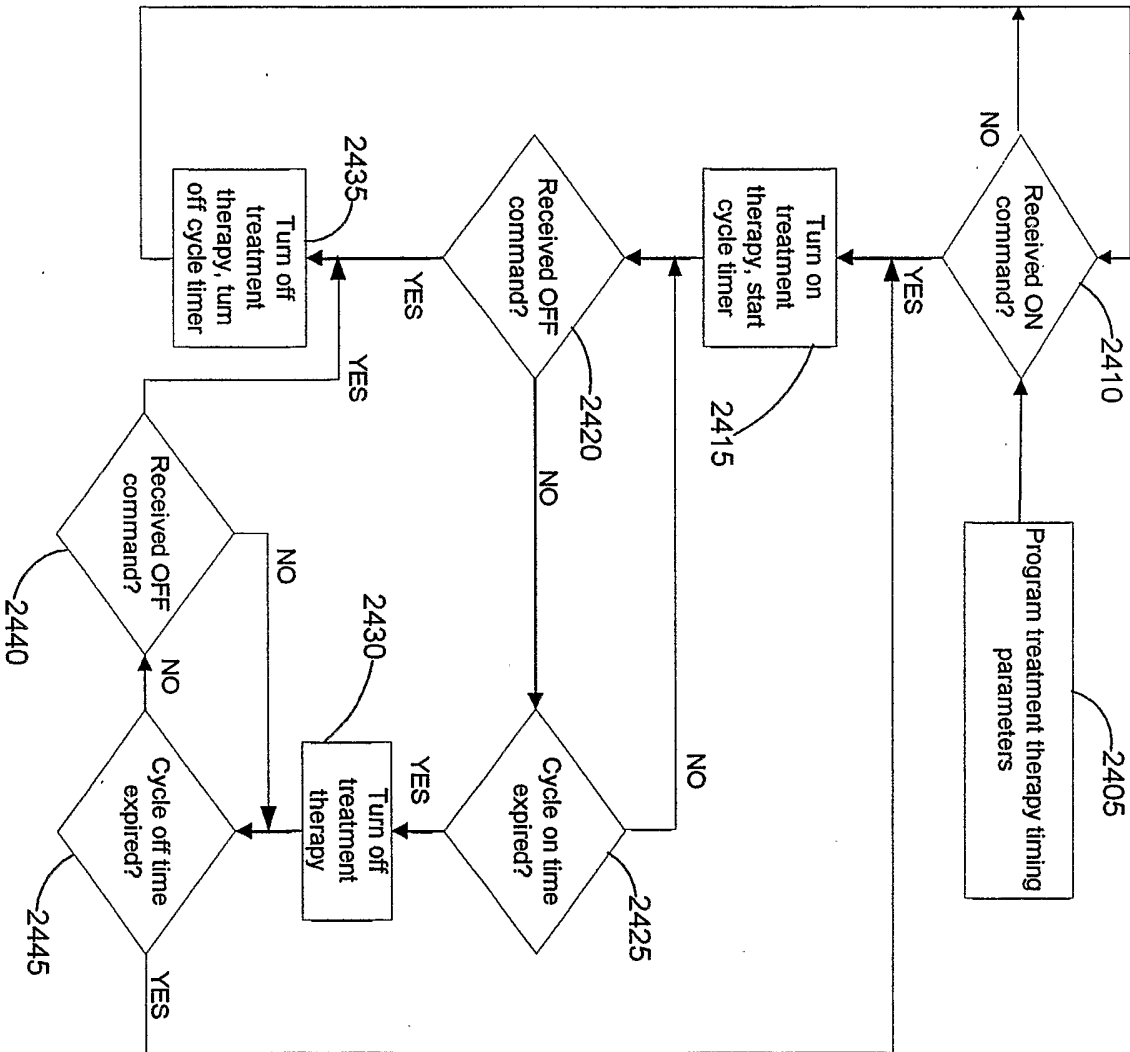 2405
Program treatment therapy timing
parameters
2410
Received ON
command?
NO
YES
2415
Turn on
treatment
therapy, start
cycle timer
NO
2420
Received OFF
command?
NO
YES
2425
Cycle on time
expired?
YES
2430
Turn off
treatment
therapy
2435
Turn off
treatment
therapy, turn
off cycle timer
YES
NO
2440
Received OFF
command?
NO
2445
Cycle off time
expired?
YES